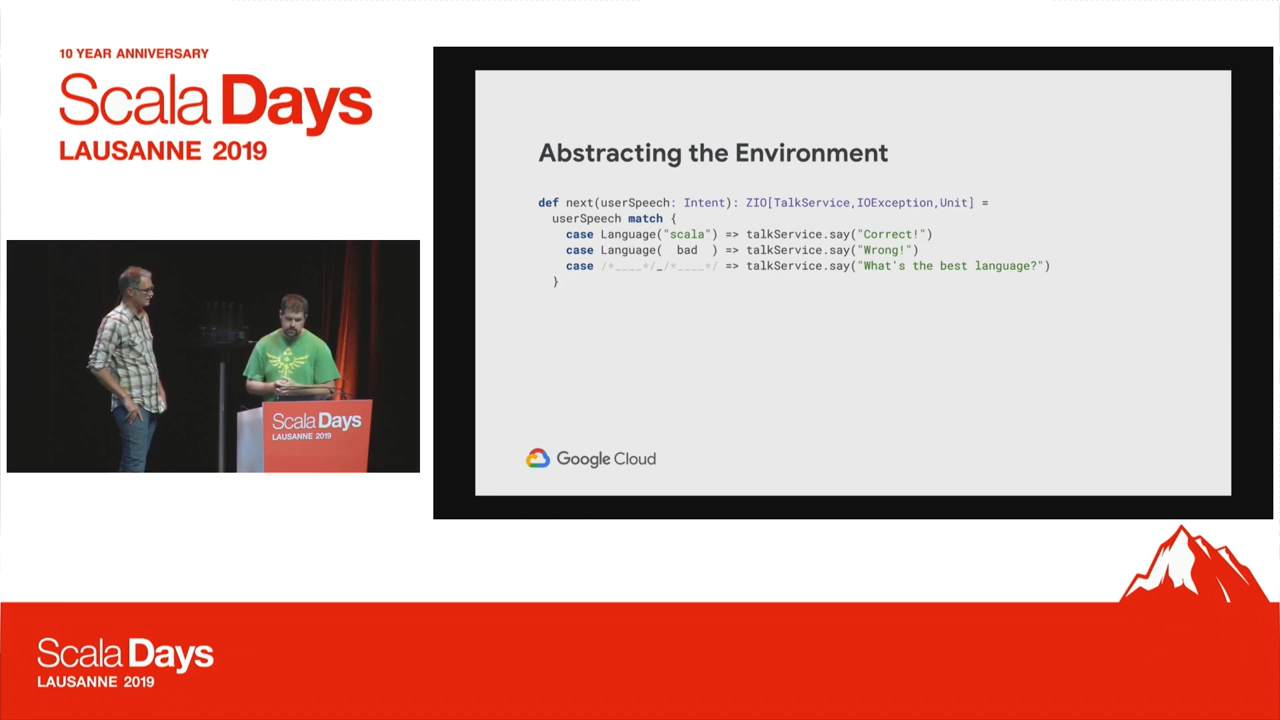 10 YEAR ANNIVERSARY
Scala Days
LAUSANNE 2019
Abstracting the Environment
def next(userSpeech: Intent): ZIO[TalkService,IOException,Unit] =
userSpeech match {
case Language("scala") => talkService.say("Correct!")
case Language(  bad  ) => talkService.say("Wrong!")
case /*____*/_/*____*/ => talkService.say("What's the best language?")
}
Google Cloud
Scala Days
LAUSANNE 2019
Scala Days
LAUSANNE 2019